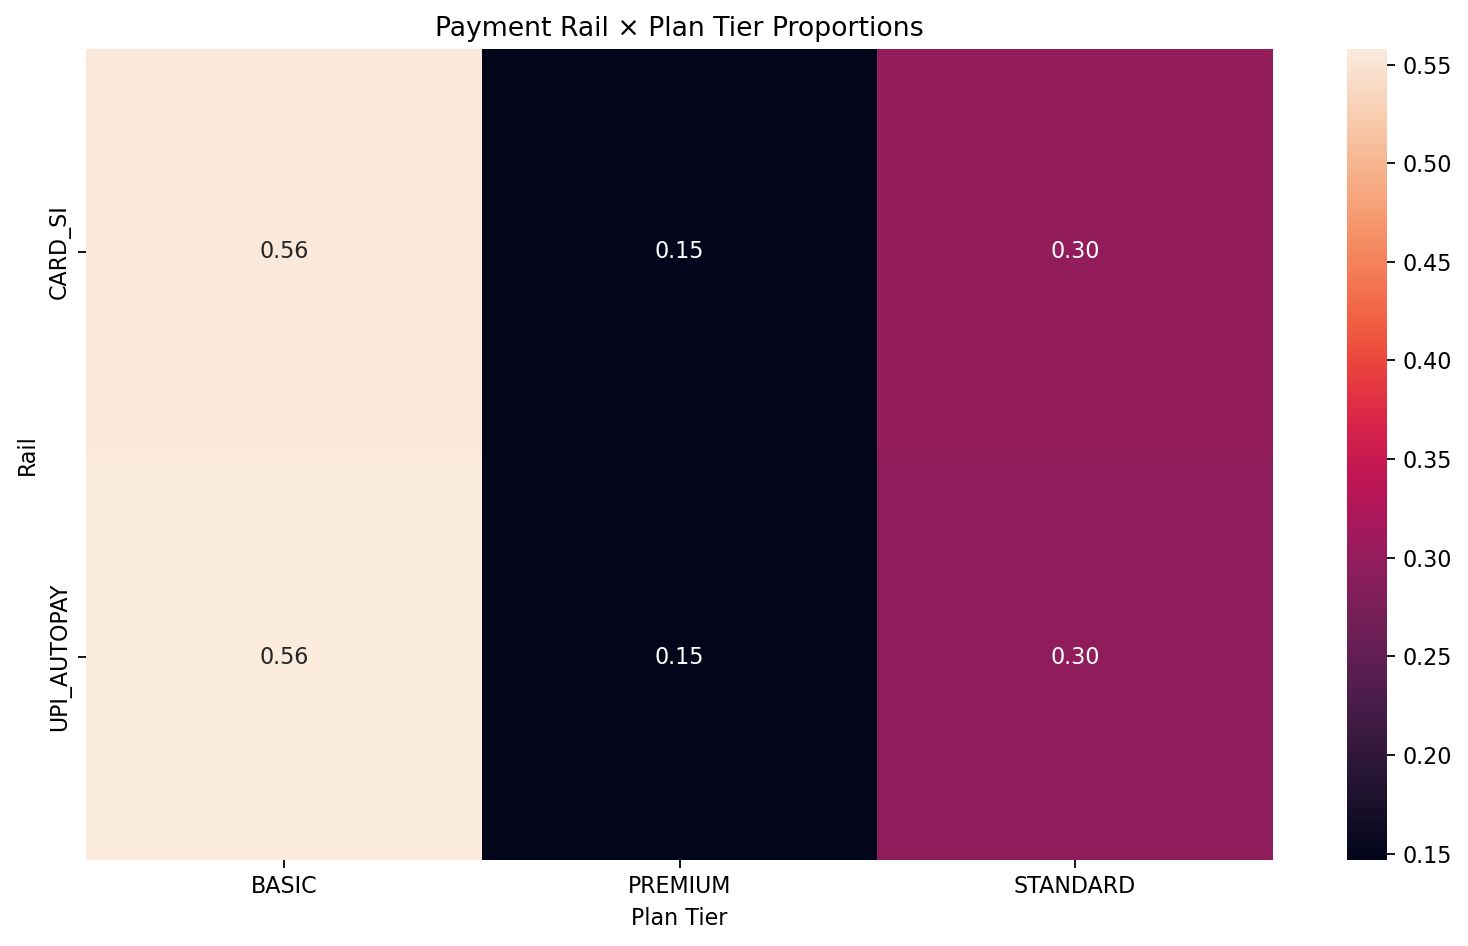 Payment Rail × Plan Tier Proportions
Rail
CARD_SI
0.56
0.15
0.30
UPI_AUTOPAY
0.56
0.15
0.30
BASIC
PREMIUM
STANDARD
Plan Tier
0.55
0.50
0.45
0.40
0.35
0.30
0.25
0.20
0.15